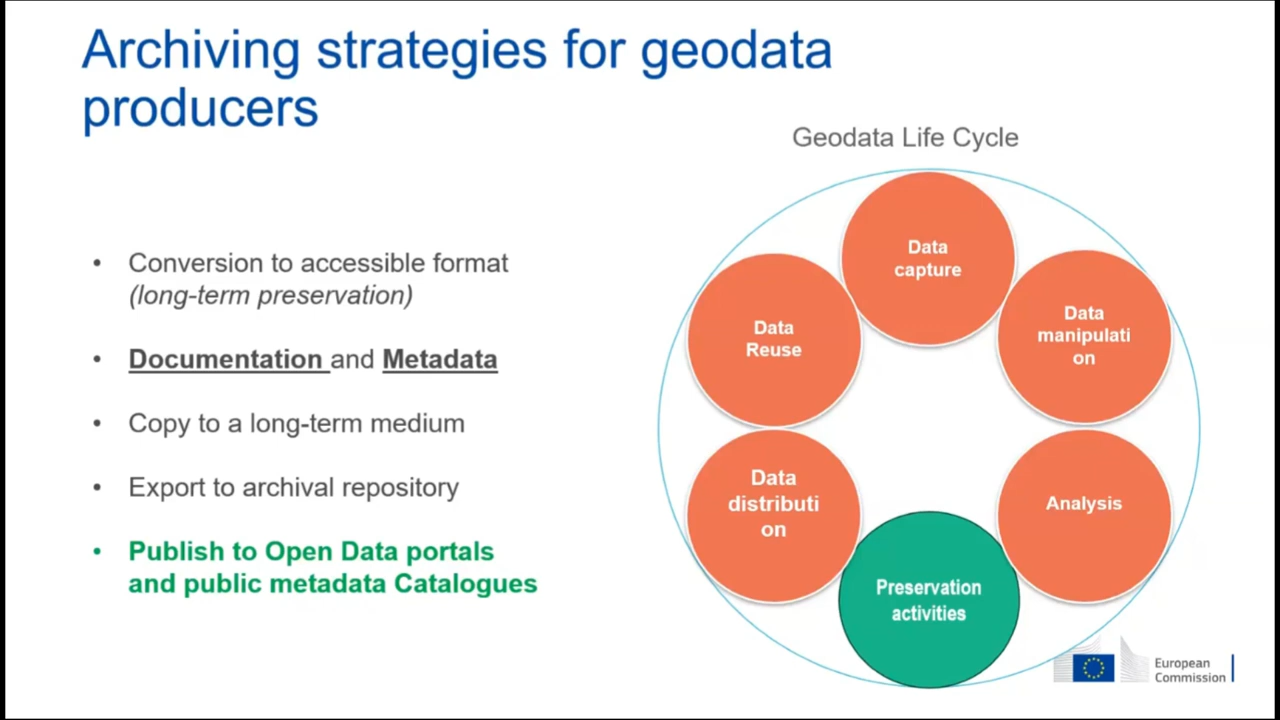 Archiving strategies for geodata
producers
Geodata Life Cycle
• Conversion to accessible format
(long-term preservation)
• Documentation and Metadata
• Copy to a long-term medium
• Export to archival repository
• Publish to Open Data portals
and public metadata Catalogues
Data
capture
Data
manipulati
on
Analysis
Preservation
activities
Data
distributi
on
Data
Reuse
European
Commission